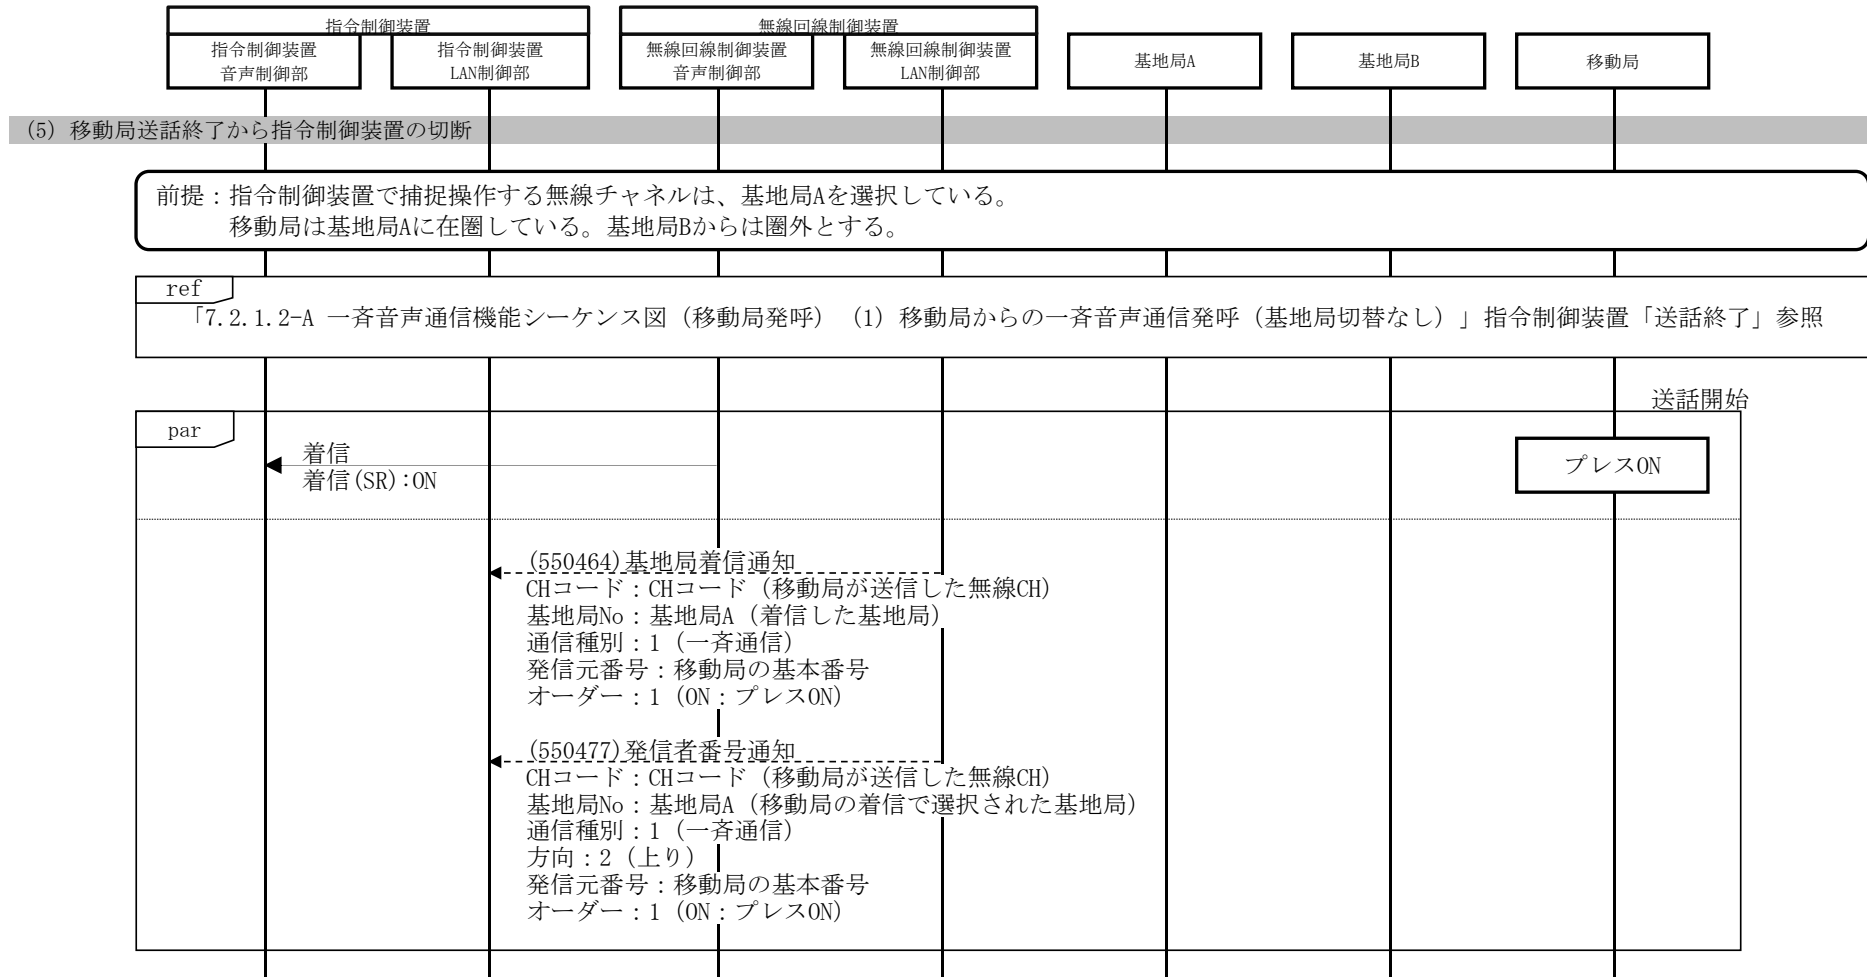 指令制御装置
無線回線制御装置
指令制御装置
音声制御部
指令制御装置
LAN制御部
無線回線制御装置
音声制御部
無線回線制御装置
LAN制御部
基地局A
基地局B
移動局
(5) 移動局送話終了から指令制御装置の切断
前提：指令制御装置で捕捉操作する無線チャネルは、基地局Aを選択している。
移動局は基地局Aに在圏している。基地局Bからは圏外とする。
ref
「7.2.1.2-A 一斉音声通信機能シーケンス図（移動局発呼）（1）移動局からの一斉音声通信発呼（基地局切替なし）」指令制御装置「送話終了」参照
送話開始
par
着信
着信(SR):ON
プレスON
(550464)基地局着信通知
CHコード：CHコード（移動局が送信した無線CH）
基地局No：基地局A（着信した基地局）
通信種別：1（一斉通信）
発信元番号：移動局の基本番号
オーダー：1（ON：プレスON）
(550477)発信者番号通知
CHコード：CHコード（移動局が送信した無線CH）
基地局No：基地局A（移動局の着信で選択された基地局）
通信種別：1（一斉通信）
方向：2（上り）
発信元番号：移動局の基本番号
オーダー：1（ON：プレスON）